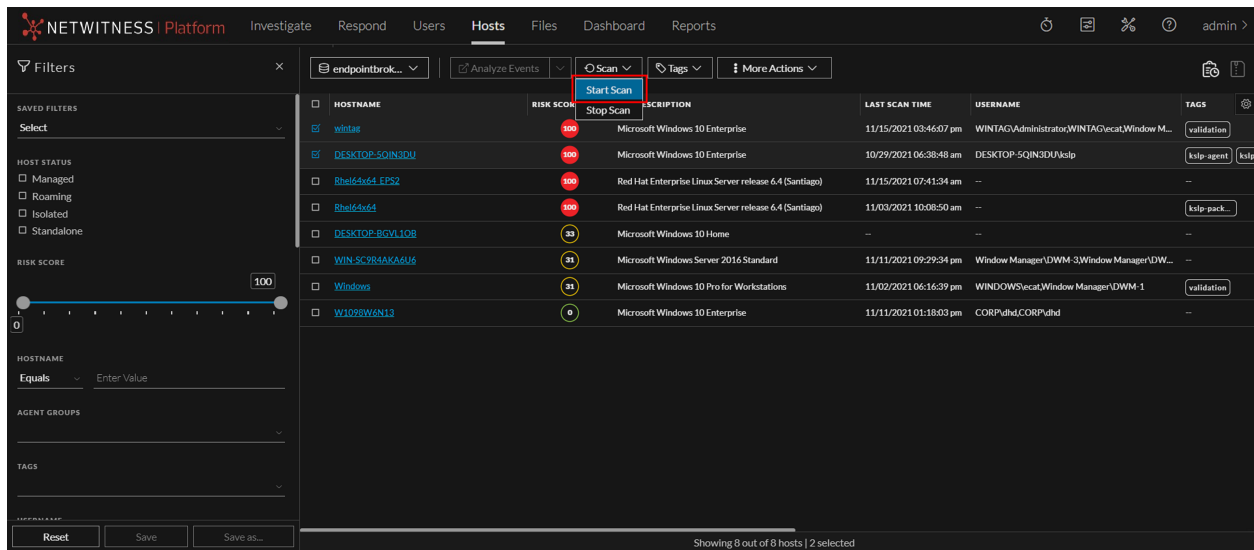 NETWITNESS | Platform Investigate Respond Users Hosts Files Dashboard Reports admin >
Filters ×
endpointbrok... Analyze Events Scan Tags More Actions
Start Scan
Stop Scan
SAVED FILTERS
Select
HOST STATUS
Managed
Roaming
Isolated
Standalone
RISK SCORE
100
0
HOSTNAME
Equals Enter Value
AGENT GROUPS
TAGS
Reset Save Save as...
HOSTNAME RISK SCOR SCRIPTION LAST SCAN TIME USERNAME TAGS
wintag 100 Microsoft Windows 10 Enterprise 11/15/2021 03:46:07 pm WINTAG\Administrator,WINTAG\ecat,Window M... validation
DESKTOP-5QIN3DU 100 Microsoft Windows 10 Enterprise 10/29/2021 06:38:48 am DESKTOP-5QIN3DU\kslp kslp-agent kslp
Rhel64x64_EPS2 100 Red Hat Enterprise Linux Server release 6.4 (Santiago) 11/15/2021 07:41:34 am -- --
Rhel64x64 100 Red Hat Enterprise Linux Server release 6.4 (Santiago) 11/03/2021 10:08:50 am -- kslp-pack...
DESKTOP-BGVL1OB 33 Microsoft Windows 10 Home -- -- --
WIN-SC9R4AKA6U6 31 Microsoft Windows Server 2016 Standard 11/11/2021 09:29:34 pm Window Manager\DWM-3,Window Manager\DW... --
Windows 31 Microsoft Windows 10 Pro for Workstations 11/02/2021 06:16:39 pm WINDOWS\ecat,Window Manager\DWM-1 validation
W1098W6N13 0 Microsoft Windows 10 Enterprise 11/11/2021 01:18:03 pm CORP\dhd,CORP\dhd --
Showing 8 out of 8 hosts | 2 selected